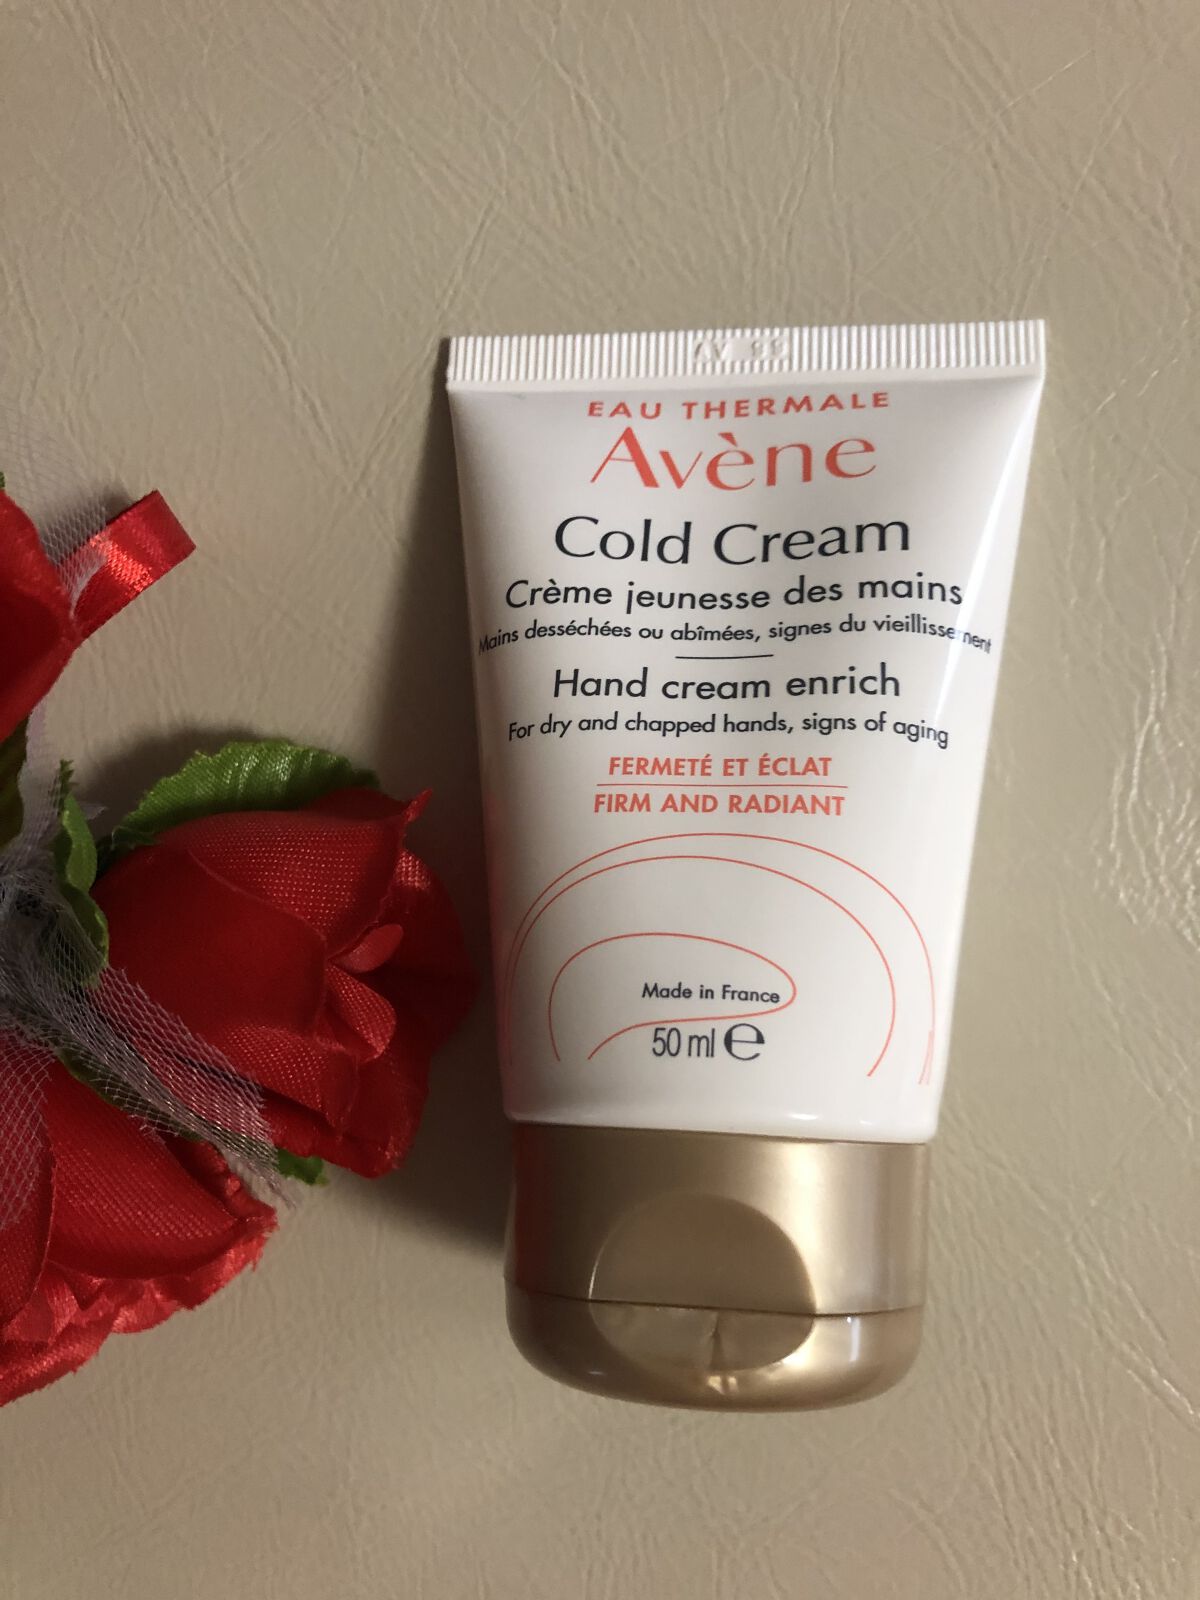 EAU THERMALE
Avène
Cold Cream
Crème jeunesse des mains
Mains desséchées ou abîmées, signes du vieillissement
Hand cream enrich
For dry and chapped hands, signs of aging
FERMETÉ ET ÉCLAT
FIRM AND RADIANT
Made in France
50 ml ℮